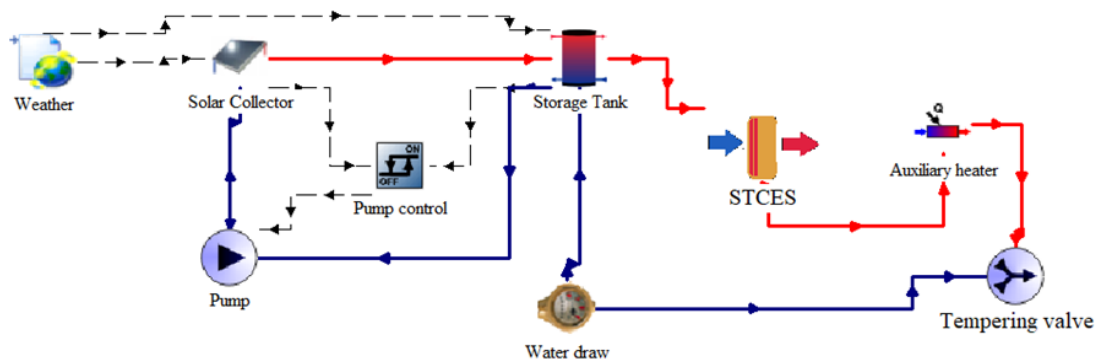 Weather
Solar Collector
Storage Tank
ON
OFF
Pump control
Pump
Water draw
STCES
Q
Auxiliary heater
Tempering valve